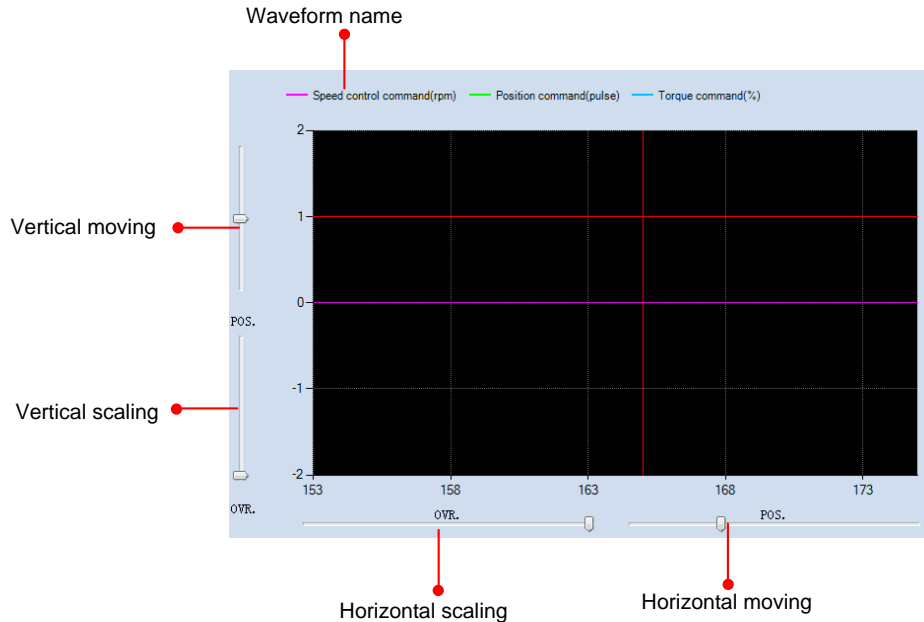 Waveform name
Speed control command(rpm) Position command(pulse) Torque command(%)
2
1
Vertical moving
0
POS.
-1
Vertical scaling
-2
153 158 163 168 173
OVR. OVR. POS.
Horizontal scaling Horizontal moving